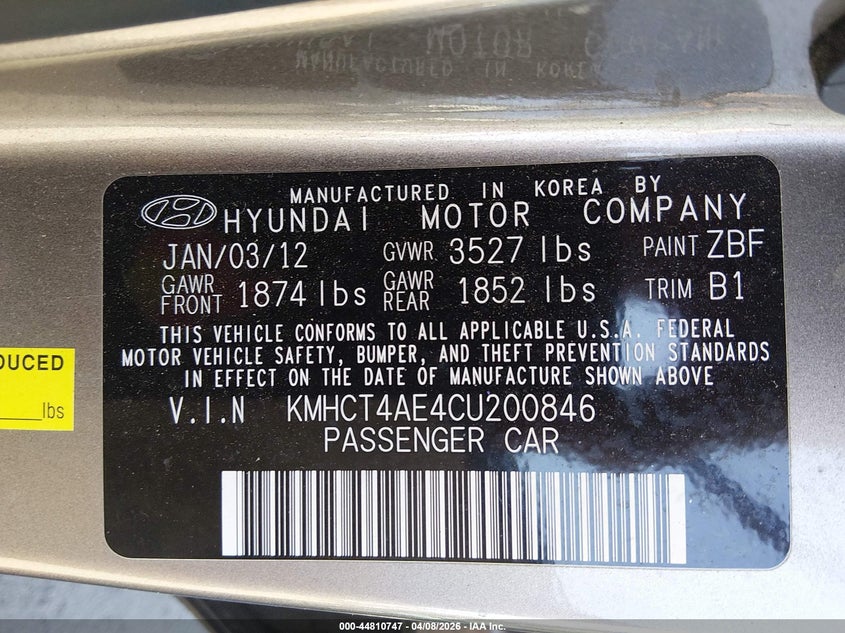 MANUFACTURED IN KOREA BY
HYUNDAI MOTOR COMPANY
JAN/03/12 GVWR 3527 lbs PAINT ZBF
GAWR FRONT 1874 lbs GAWR REAR 1852 lbs TRIM B1
THIS VEHICLE CONFORMS TO ALL APPLICABLE U.S.A. FEDERAL
MOTOR VEHICLE SAFETY, BUMPER, AND THEFT PREVENTION STANDARDS
IN EFFECT ON THE DATE OF MANUFACTURE SHOWN ABOVE
V.I.N KMHCT4AE4CU200846
PASSENGER CAR
DUCED
lbs
000-44810747 - 04/08/2026 - IAA Inc.